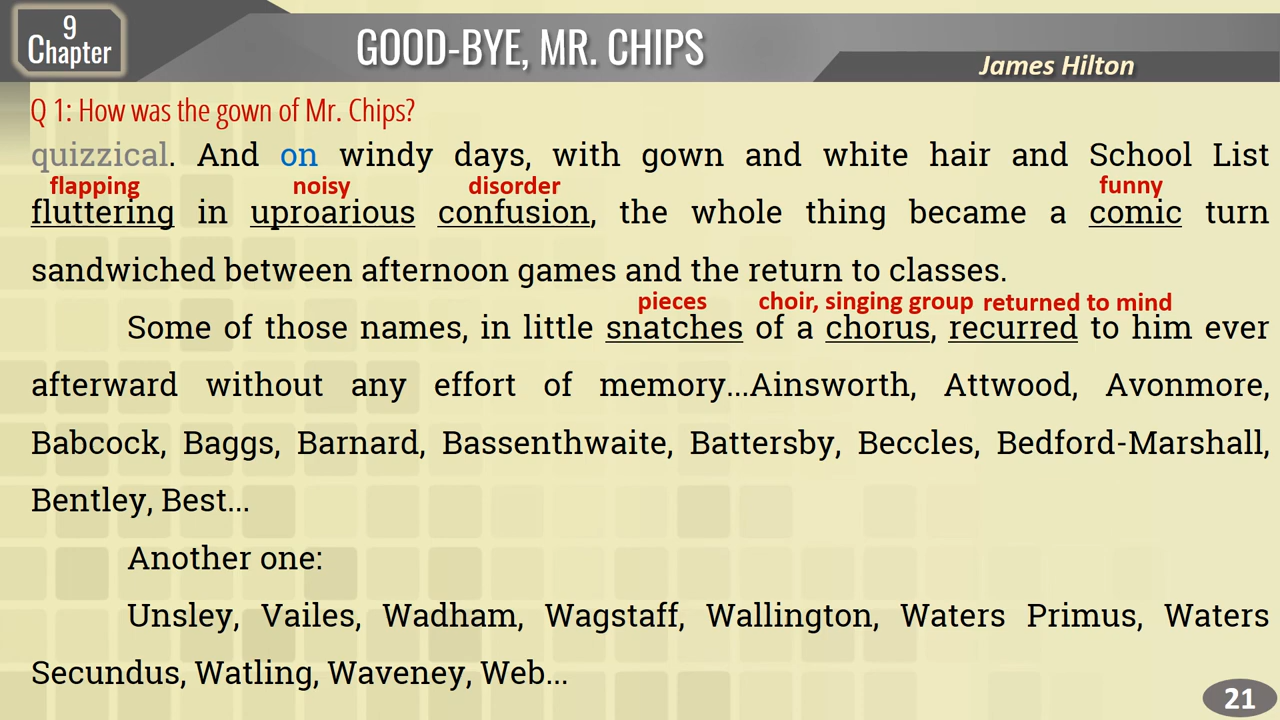 9
Chapter
GOOD-BYE, MR. CHIPS
James Hilton
Q 1: How was the gown of Mr. Chips?
quizzical. And on windy days, with gown and white hair and School List
flapping noisy disorder funny
fluttering in uproarious confusion, the whole thing became a comic turn
sandwiched between afternoon games and the return to classes.
pieces choir, singing group returned to mind
Some of those names, in little snatches of a chorus, recurred to him ever
afterward without any effort of memory...Ainsworth, Attwood, Avonmore,
Babcock, Baggs, Barnard, Bassenthwaite, Battersby, Beccles, Bedford-Marshall,
Bentley, Best...
Another one:
Unsley, Vailes, Wadham, Wagstaff, Wallington, Waters Primus, Waters
Secundus, Watling, Waveney, Web...
21